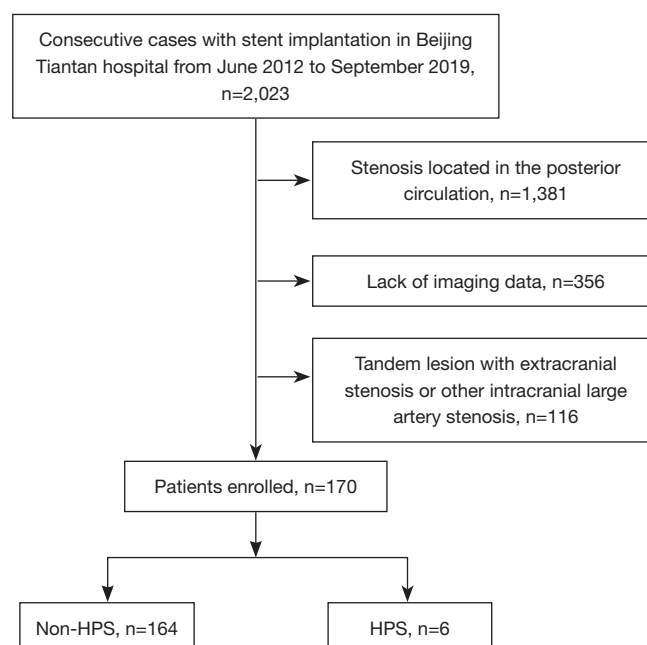 Consecutive cases with stent implantation in Beijing
Tiantan hospital from June 2012 to September 2019,
n=2,023
Stenosis located in the posterior
circulation, n=1,381
Lack of imaging data, n=356
Tandem lesion with extracranial
stenosis or other intracranial large
artery stenosis, n=116
Patients enrolled, n=170
Non-HPS, n=164
HPS, n=6